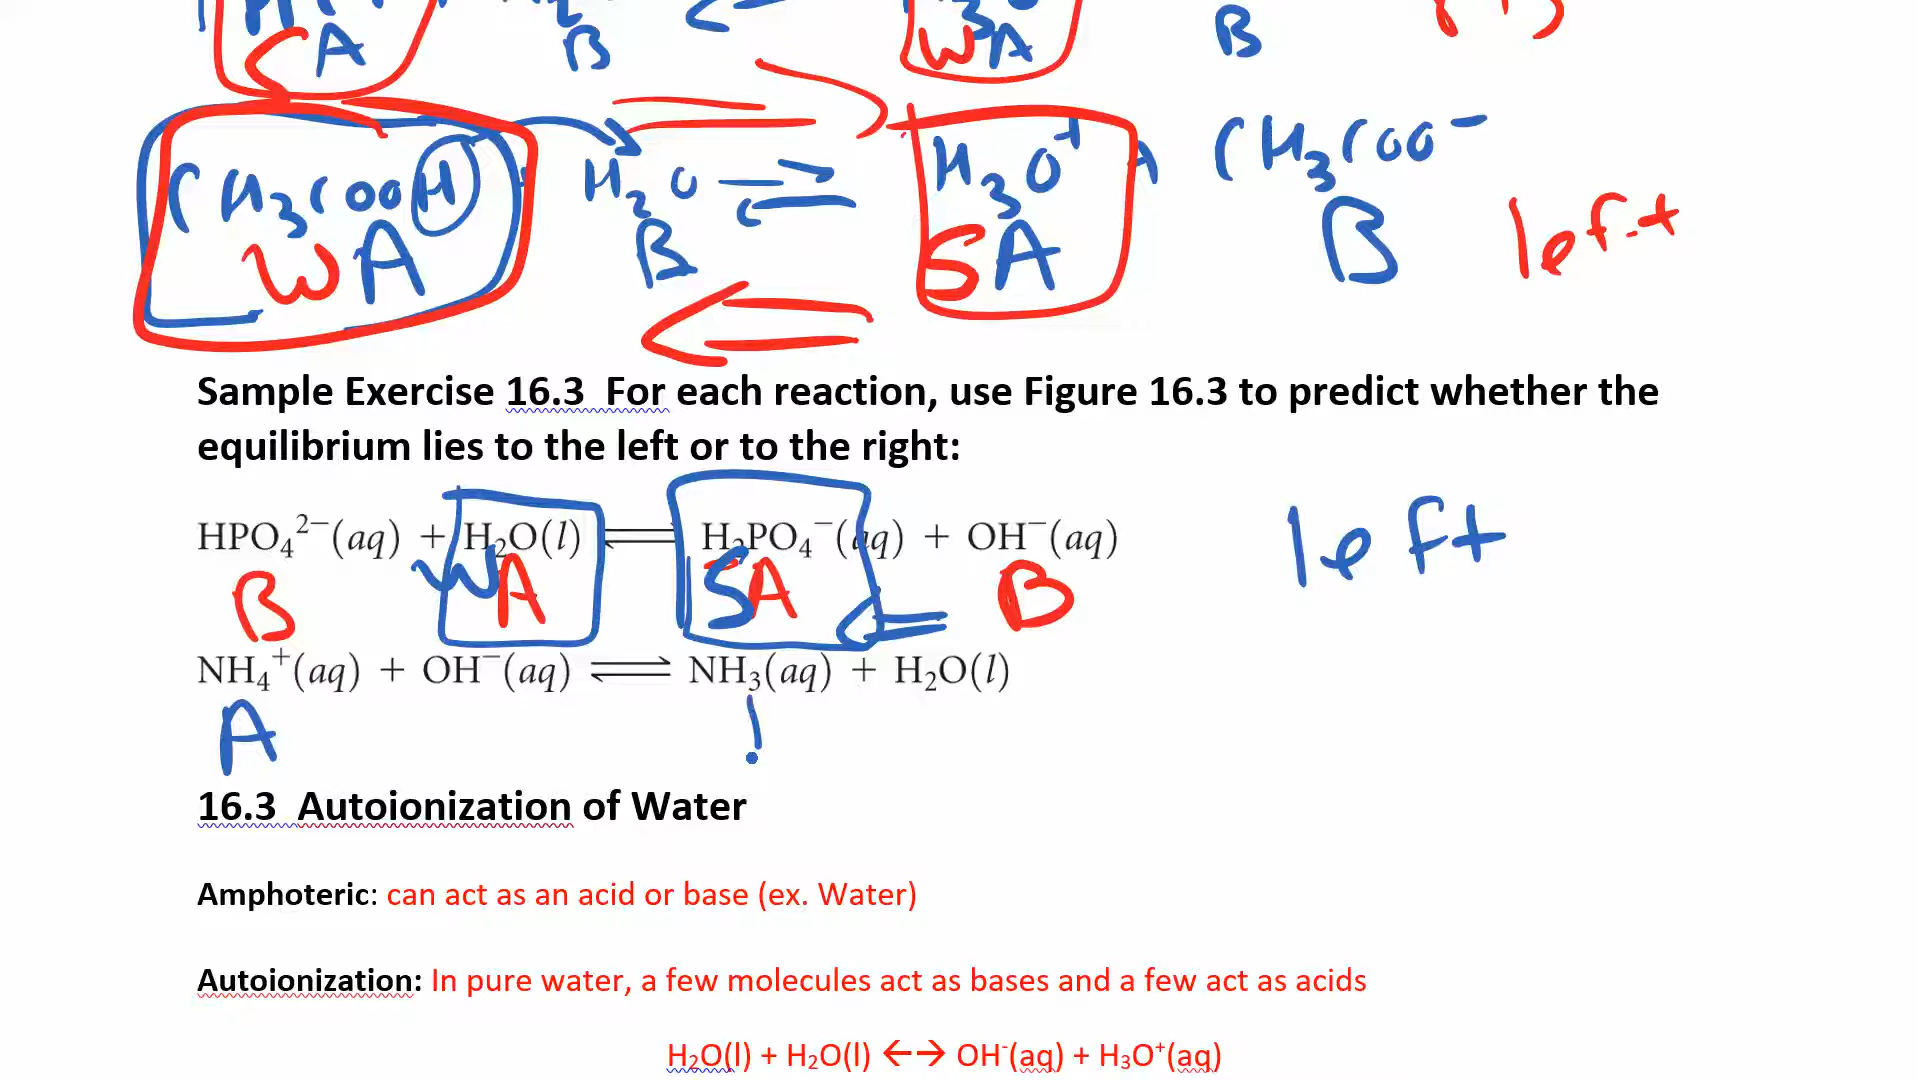 A B WA B
CH3COOH H2O ⇌ H3O+ CH3COO−
WA B SA B left
Sample Exercise 16.3 For each reaction, use Figure 16.3 to predict whether the
equilibrium lies to the left or to the right:
HPO₄²⁻(aq) + H₂O(l) ⇌ H₂PO₄⁻(aq) + OH⁻(aq) left
B WA SA B
NH₄⁺(aq) + OH⁻(aq) ⇌ NH₃(aq) + H₂O(l)
A
16.3 Autoionization of Water
Amphoteric: can act as an acid or base (ex. Water)
Autoionization: In pure water, a few molecules act as bases and a few act as acids
H₂O(l) + H₂O(l) ←→ OH⁻(aq) + H₃O⁺(aq)